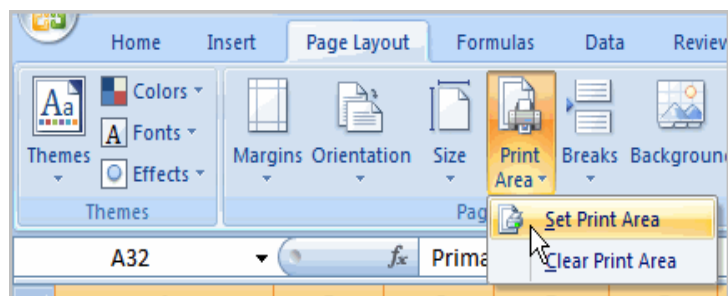 Home Insert Page Layout Formulas Data
Aa Colors
A Fonts
Effects
Themes
Margins Orientation Size Print Area Breaks
Themes
Set Print Area
Clear Print Area
A32 fx